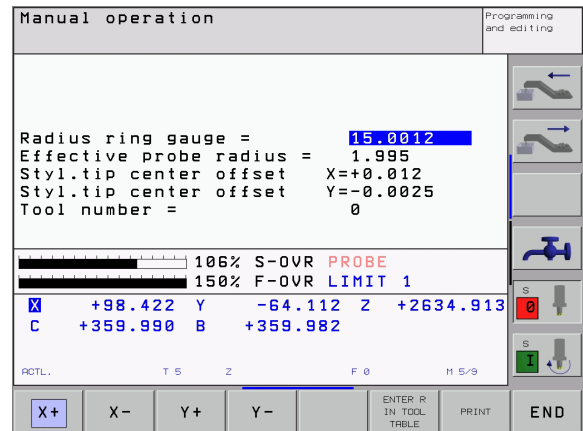 Manual operation
Programming
and editing
Radius ring gauge = 15.0012
Effective probe radius = 1.995
Styl.tip center offset X=+0.012
Styl.tip center offset Y=-0.0025
Tool number = 0
106% S-OVR PROBE
150% F-OVR LIMIT 1
X +98.422 Y -64.112 Z +2634.913
C +359.990 B +359.982
ACTL. T 5 Z F 0 M 5/9
S
0
S
I
X+ X- Y+ Y- ENTER R IN TOOL TABLE PRINT END